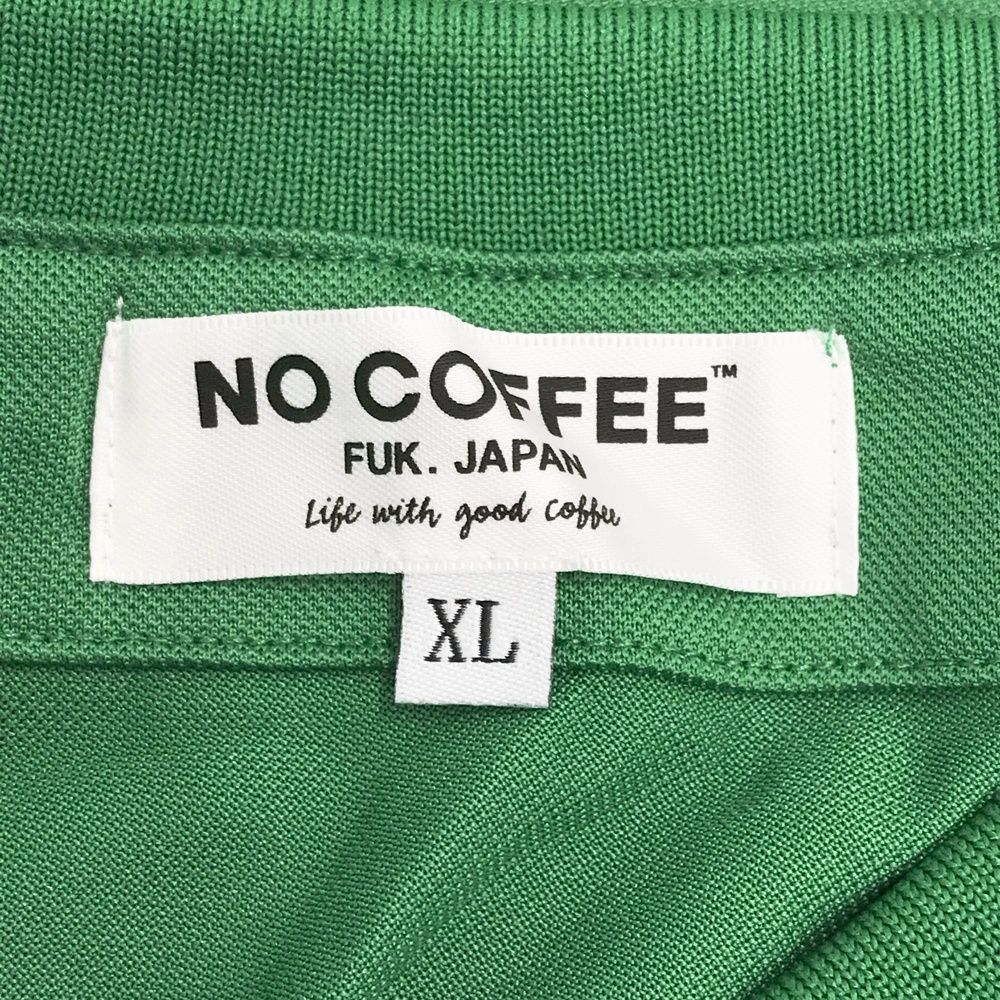 NO COFFEE™
FUK. JAPAN
Life with good coffee
XL